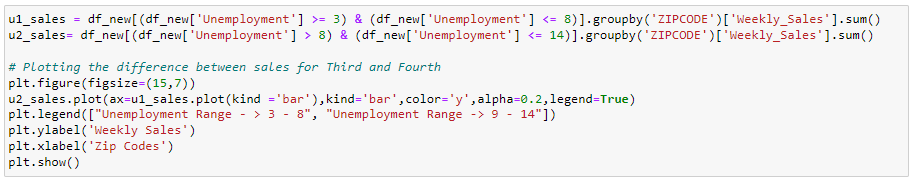 u1_sales = df_new[(df_new['Unemployment'] >= 3) & (df_new['Unemployment'] <= 8)].groupby('ZIPCODE')['Weekly_Sales'].sum()
u2_sales= df_new[(df_new['Unemployment'] > 8) & (df_new['Unemployment'] <= 14)].groupby('ZIPCODE')['Weekly_Sales'].sum()
# Plotting the difference between sales for Third and Fourth
plt.figure(figsize=(15,7))
u2_sales.plot(ax=u1_sales.plot(kind ='bar'),kind='bar',color='y',alpha=0.2,legend=True)
plt.legend(["Unemployment Range - > 3 - 8", "Unemployment Range -> 9 - 14"])
plt.ylabel('Weekly Sales')
plt.xlabel('Zip Codes')
plt.show()